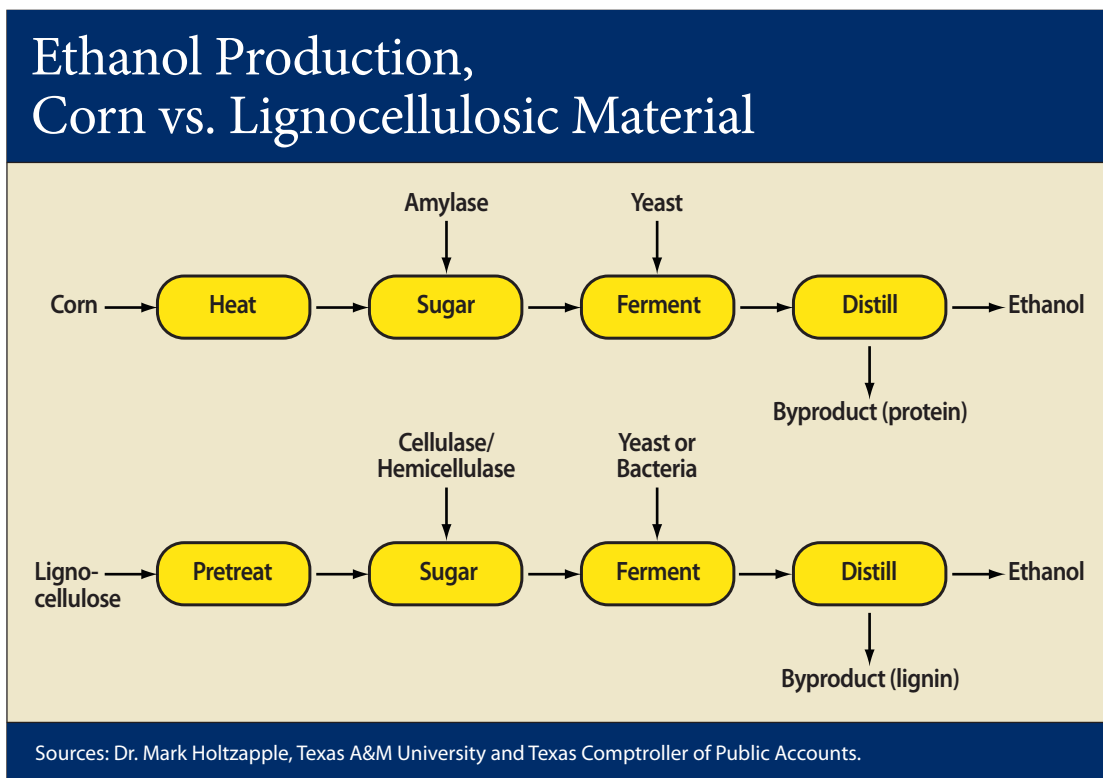 Ethanol Production,
Corn vs. Lignocellulosic Material
Amylase
Yeast
Corn
Heat
Sugar
Ferment
Distill
Ethanol
Byproduct (protein)
Cellulase/
Hemicellulase
Yeast or
Bacteria
Ligno-
cellulose
Pretreat
Sugar
Ferment
Distill
Ethanol
Byproduct (lignin)
Sources: Dr. Mark Holtzapple, Texas A&M University and Texas Comptroller of Public Accounts.